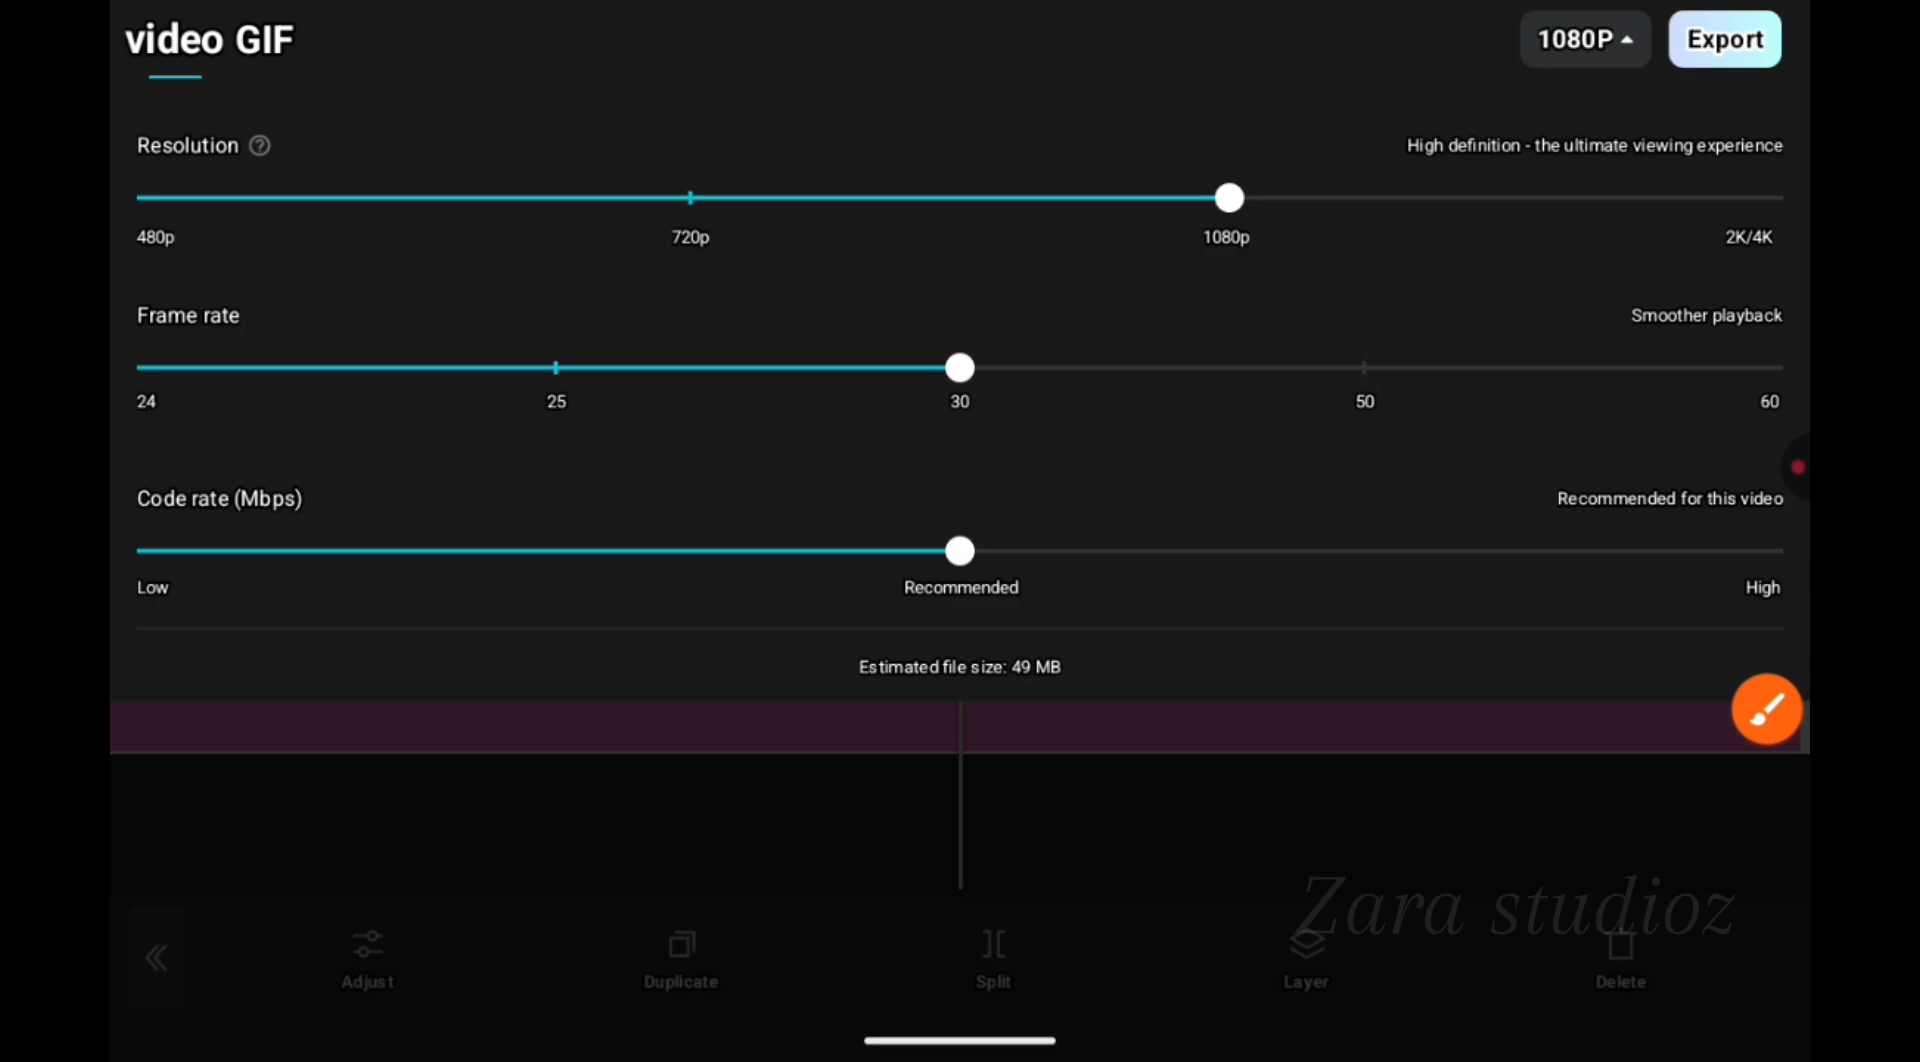 video GIF
1080P
Export
Resolution
High definition - the ultimate viewing experience
480p
720p
1080p
2K/4K
Frame rate
Smoother playback
24
25
30
50
60
Code rate (Mbps)
Recommended for this video
Low
Recommended
High
Estimated file size: 49 MB
Zara studioz
Adjust
Duplicate
Split
Layer
Delete